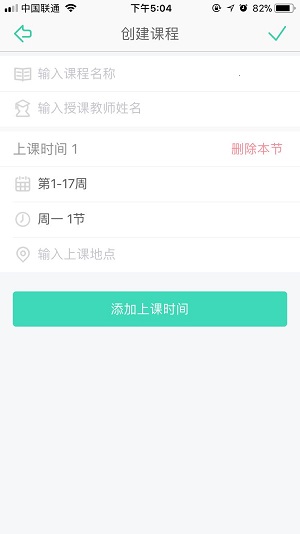 中国联通 下午5:04 82%
创建课程
输入课程名称
输入授课教师姓名
上课时间 1 删除本节
第1-17周
周一 1节
输入上课地点
添加上课时间